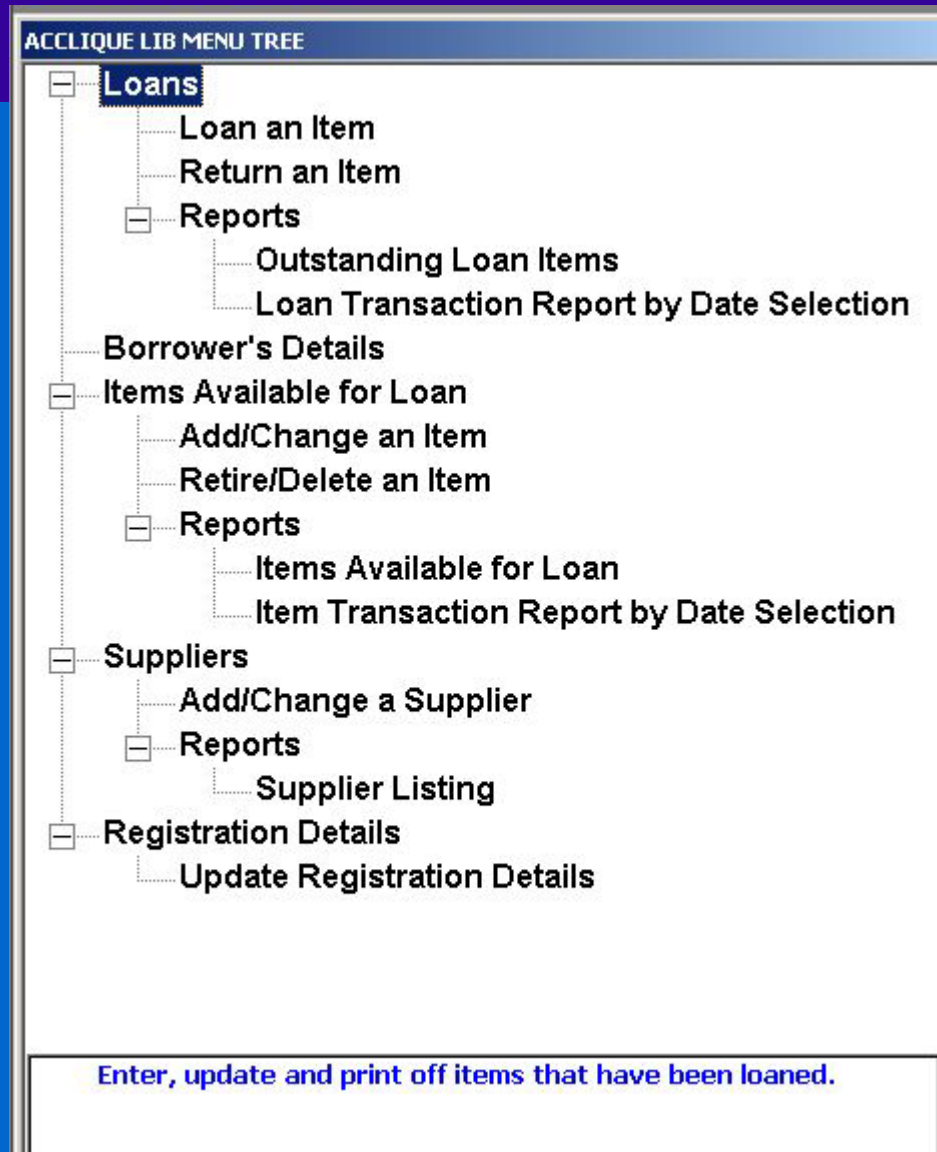 ACCLIQUE LIB MENU TREE
Loans
Loan an Item
Return an Item
Reports
Outstanding Loan Items
Loan Transaction Report by Date Selection
Borrower's Details
Items Available for Loan
Add/Change an Item
Retire/Delete an Item
Reports
Items Available for Loan
Item Transaction Report by Date Selection
Suppliers
Add/Change a Supplier
Reports
Supplier Listing
Registration Details
Update Registration Details
Enter, update and print off items that have been loaned.